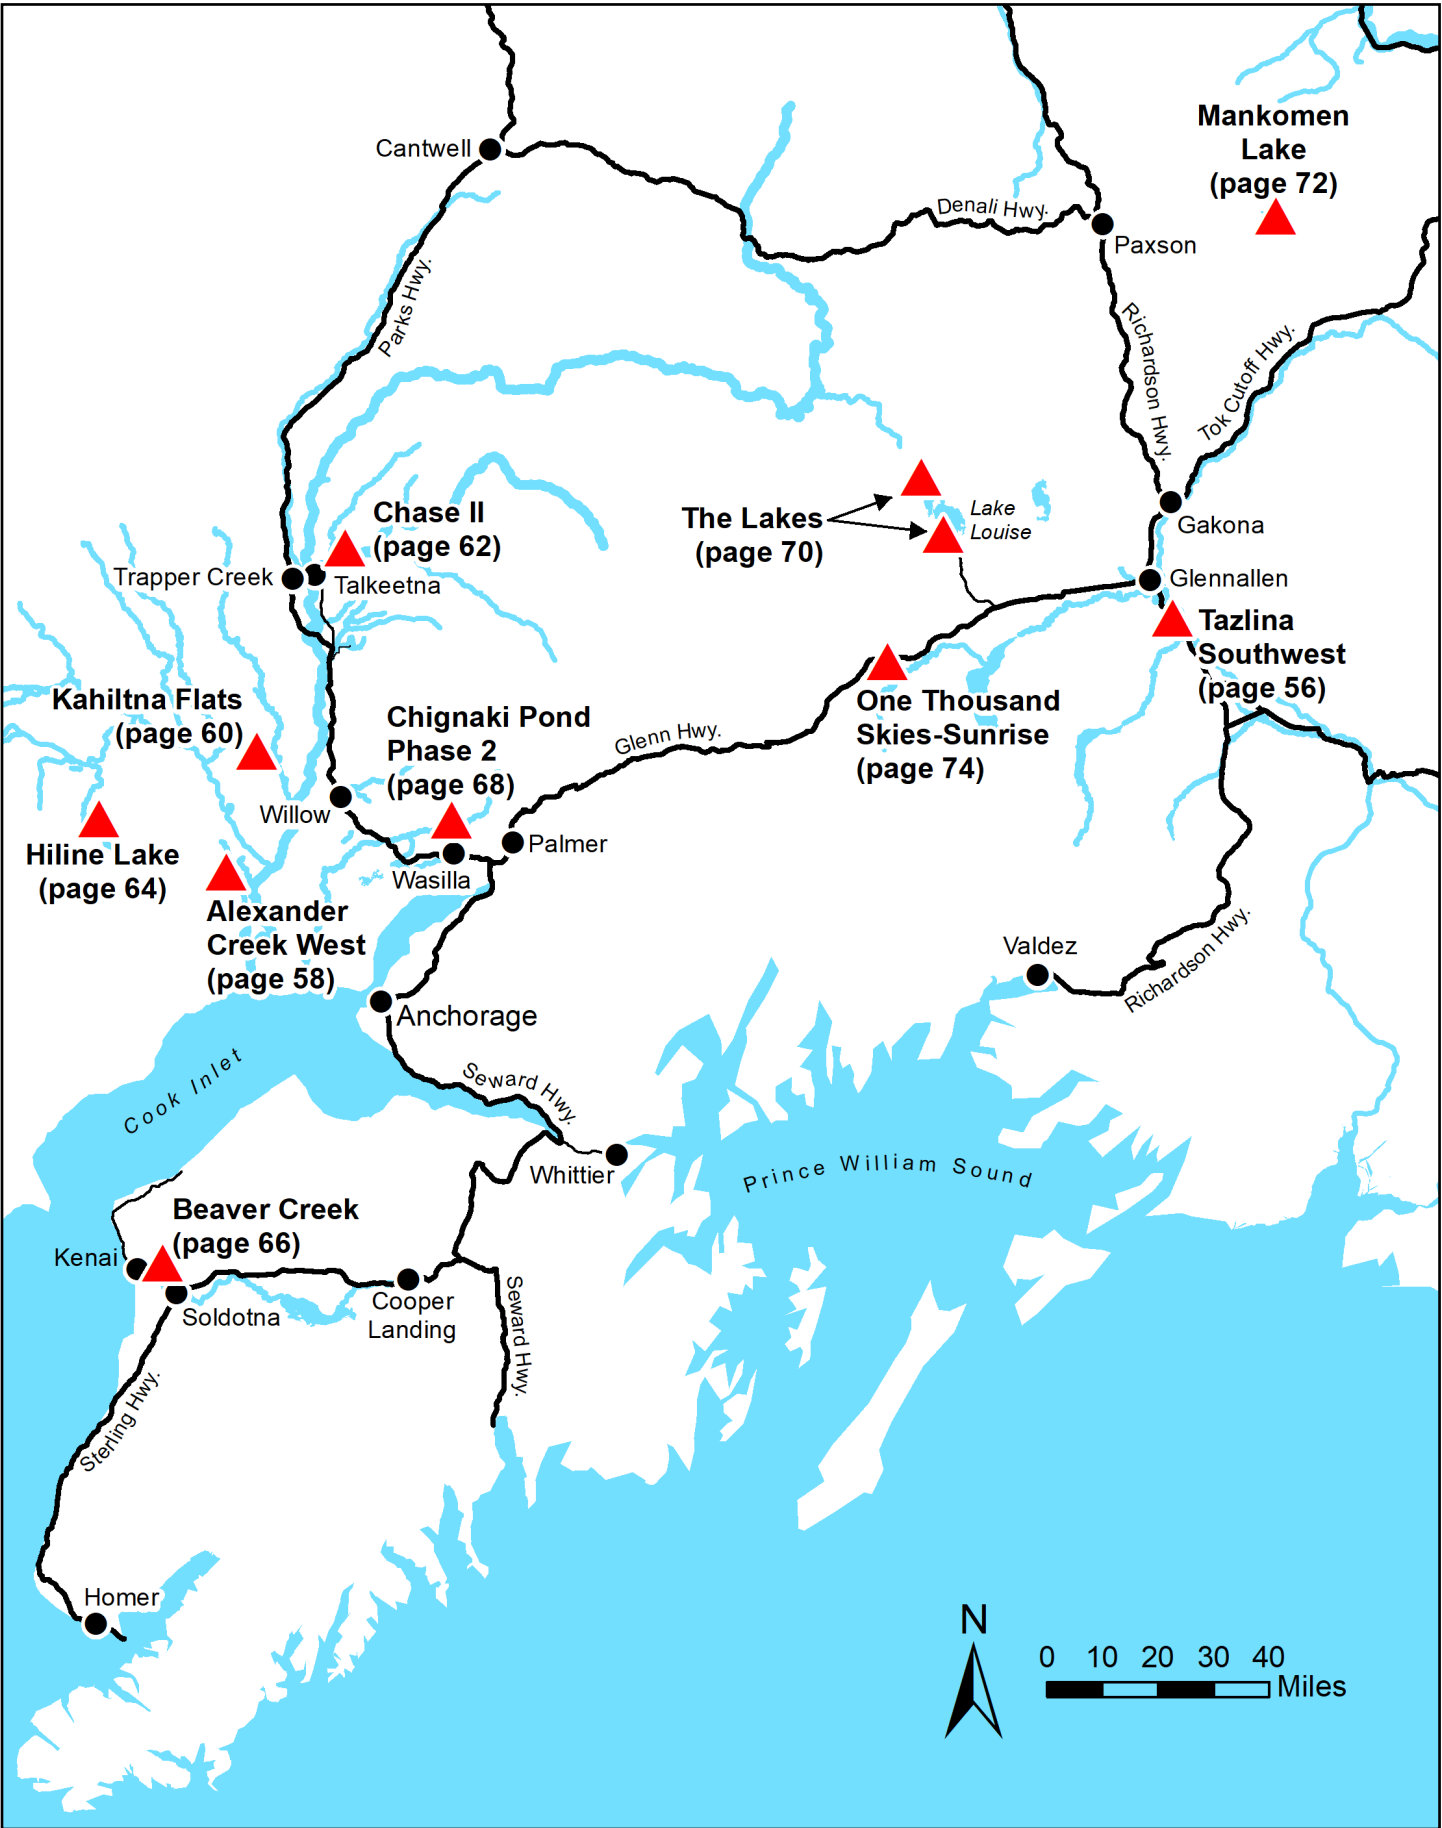 Mankomen
Lake
(page 72)
Cantwell
Denali Hwy.
Paxson
Parks Hwy.
Richardson Hwy.
Tok Cutoff Hwy.
Chase II
(page 62)
The Lakes
(page 70)
Lake
Louise
Gakona
Trapper Creek
Talkeetna
Glennallen
Tazlina
Southwest
(page 56)
Kahiltna Flats
(page 60)
Chignaki Pond
Phase 2
(page 68)
Glenn Hwy.
One Thousand
Skies-Sunrise
(page 74)
Willow
Palmer
Hiline Lake
(page 64)
Wasilla
Alexander
Creek West
(page 58)
Valdez
Richardson Hwy.
Anchorage
Cook Inlet
Seward Hwy.
Whittier
Prince William Sound
Beaver Creek
(page 66)
Kenai
Soldotna
Cooper
Landing
Seward Hwy.
Sterling Hwy.
Homer
N
0 10 20 30 40
Miles